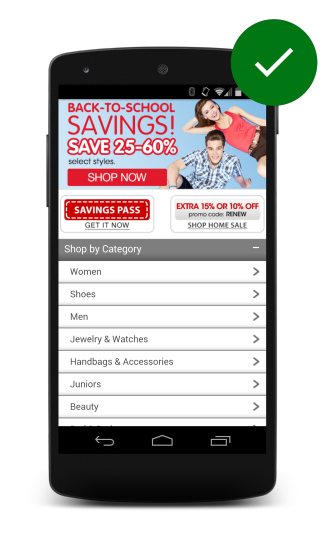 BACK-TO-SCHOOL
SAVINGS!
SAVE 25-60%
select styles.
SHOP NOW
SAVINGS PASS
GET IT NOW
EXTRA 15% OR 10% OFF
promo code: RENEW
SHOP HOME SALE
Shop by Category
Women
Shoes
Men
Jewelry & Watches
Handbags & Accessories
Juniors
Beauty